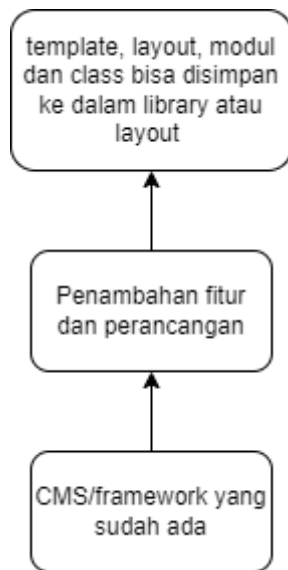 template, layout, modul
dan class bisa disimpan
ke dalam library atau
layout
Penambahan fitur
dan perancangan
CMS/framework yang
sudah ada